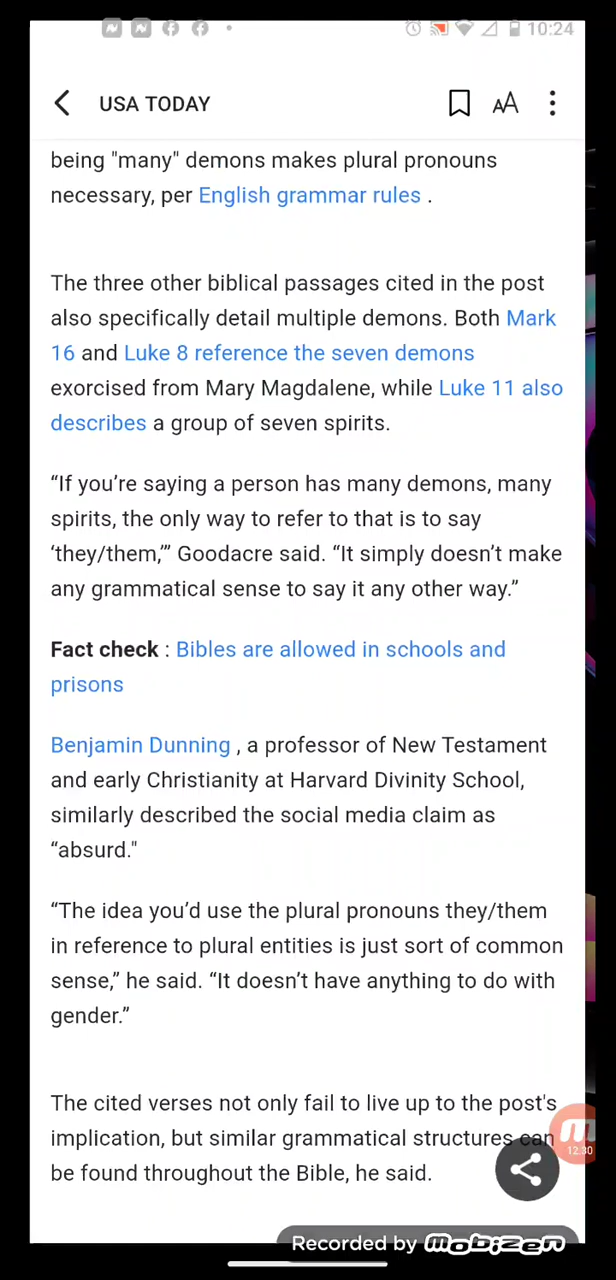 10:24
USA TODAY
AA
being "many" demons makes plural pronouns
necessary, per English grammar rules .
The three other biblical passages cited in the post
also specifically detail multiple demons. Both Mark
16 and Luke 8 reference the seven demons
exorcised from Mary Magdalene, while Luke 11 also
describes a group of seven spirits.
“If you’re saying a person has many demons, many
spirits, the only way to refer to that is to say
‘they/them,’” Goodacre said. “It simply doesn’t make
any grammatical sense to say it any other way.”
Fact check : Bibles are allowed in schools and
prisons
Benjamin Dunning , a professor of New Testament
and early Christianity at Harvard Divinity School,
similarly described the social media claim as
“absurd."
“The idea you’d use the plural pronouns they/them
in reference to plural entities is just sort of common
sense,” he said. “It doesn’t have anything to do with
gender.”
The cited verses not only fail to live up to the post's
implication, but similar grammatical structures can
be found throughout the Bible, he said.
m
12:30
Recorded by mobizen